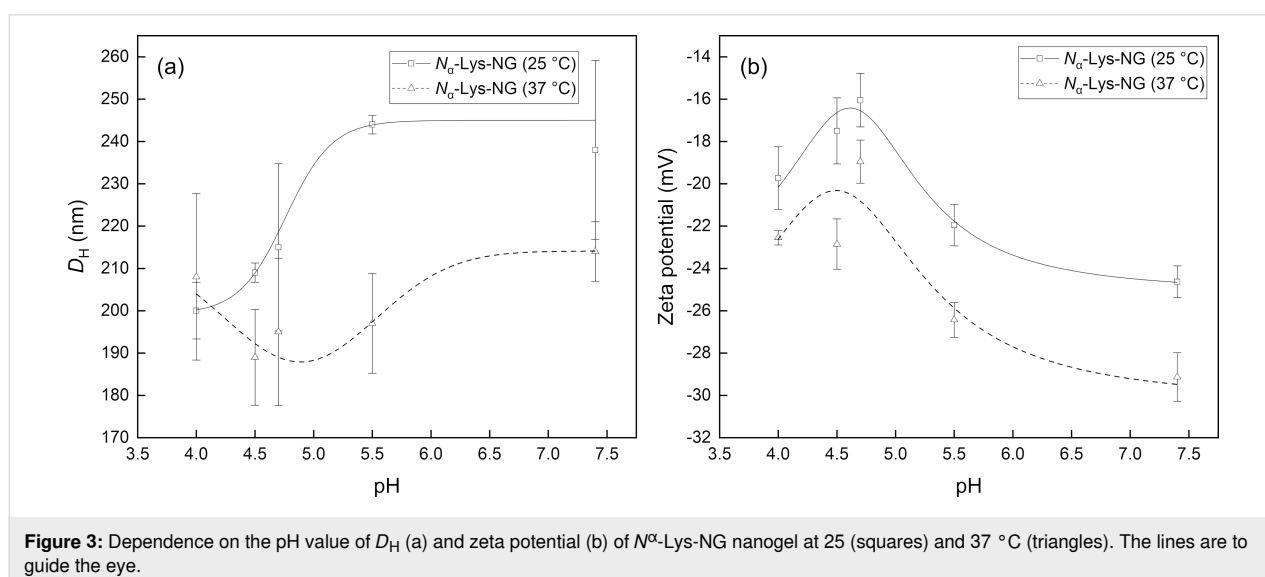 (a)
Nα-Lys-NG (25 °C)
Nα-Lys-NG (37 °C)
260
250
240
230
220
210
200
190
180
170
DH (nm)
3.5 4.0 4.5 5.0 5.5 6.0 6.5 7.0 7.5
pH
(b)
Nα-Lys-NG (25 °C)
Nα-Lys-NG (37 °C)
-14
-16
-18
-20
-22
-24
-26
-28
-30
-32
Zeta potential (mV)
3.5 4.0 4.5 5.0 5.5 6.0 6.5 7.0 7.5
pH
Figure 3: Dependence on the pH value of DH (a) and zeta potential (b) of Nα-Lys-NG nanogel at 25 (squares) and 37 °C (triangles). The lines are to
guide the eye.